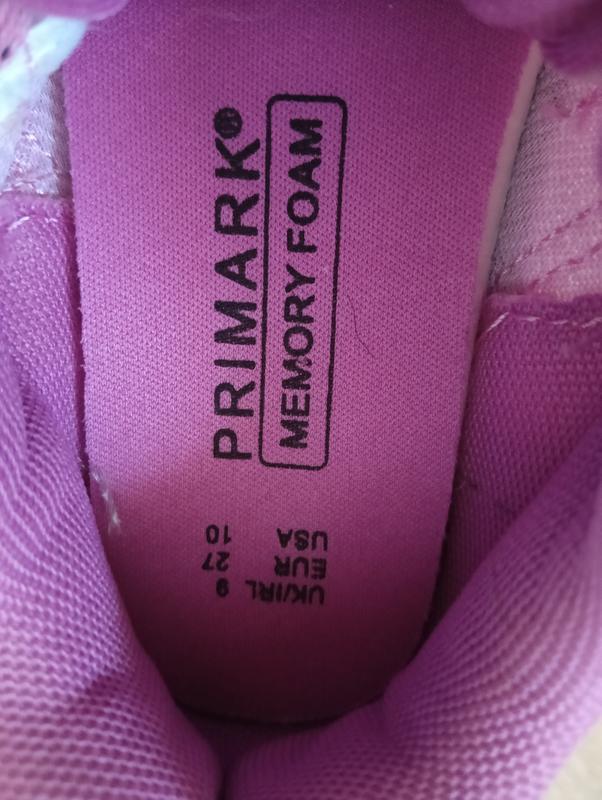 PRIMARK®
MEMORY FOAM
UK/IRL 9
EUR 27
USA 10